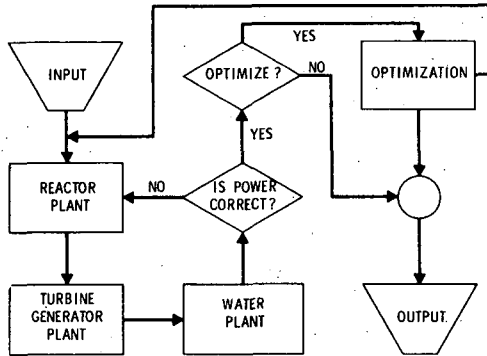 INPUT
REACTOR
PLANT
TURBINE
GENERATOR
PLANT
WATER
PLANT
IS POWER
CORRECT?
NO
YES
OPTIMIZE ?
YES
NO
OPTIMIZATION
OUTPUT